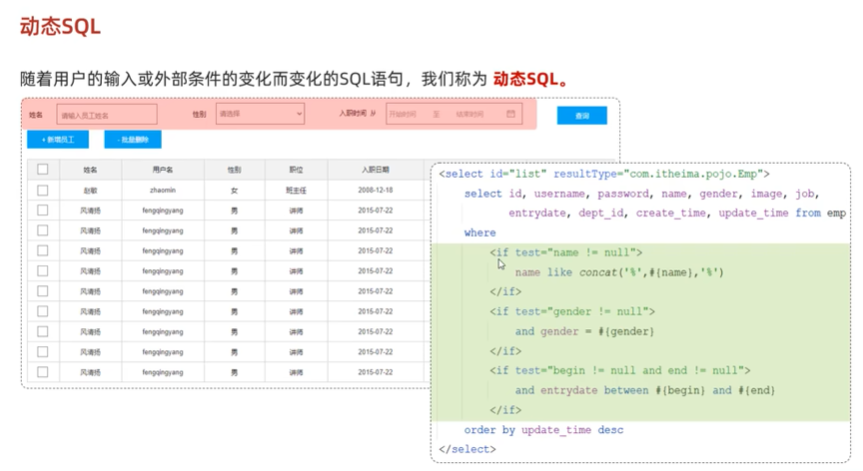 动态SQL
随着用户的输入或外部条件的变化而变化的SQL语句，我们称为 动态SQL。
姓名 请输入员工姓名 性别 请选择 入职时间 // 开始时间 至 结束时间 查询
+ 新增员工 - 批量删除
姓名 用户名 性别 职位 入职日期
赵敏 zhaomin 女 班主任 2008-12-18
风清扬 fengqingyang 男 讲师 2015-07-22
风清扬 fengqingyang 男 讲师 2015-07-22
风清扬 fengqingyang 男 讲师 2015-07-22
风清扬 fengqingyang 男 讲师 2015-07-22
风清扬 fengqingyang 男 讲师 2015-07-22
风清扬 fengqingyang 男 讲师 2015-07-22
风清扬 fengqingyang 男 讲师 2015-07-22
风清扬 fengqingyang 男 讲师 2015-07-22
风清扬 fengqingyang 男 讲师 2015-07-22
<select id="list" resultType="com.itheima.pojo.Emp">
select id, username, password, name, gender, image, job,
entrydate, dept_id, create_time, update_time from emp
where
<if test="name != null">
name like concat('%',#{name},'%')
</if>
<if test="gender != null">
and gender = #{gender}
</if>
<if test="begin != null and end != null">
and entrydate between #{begin} and #{end}
</if>
order by update_time desc
</select>